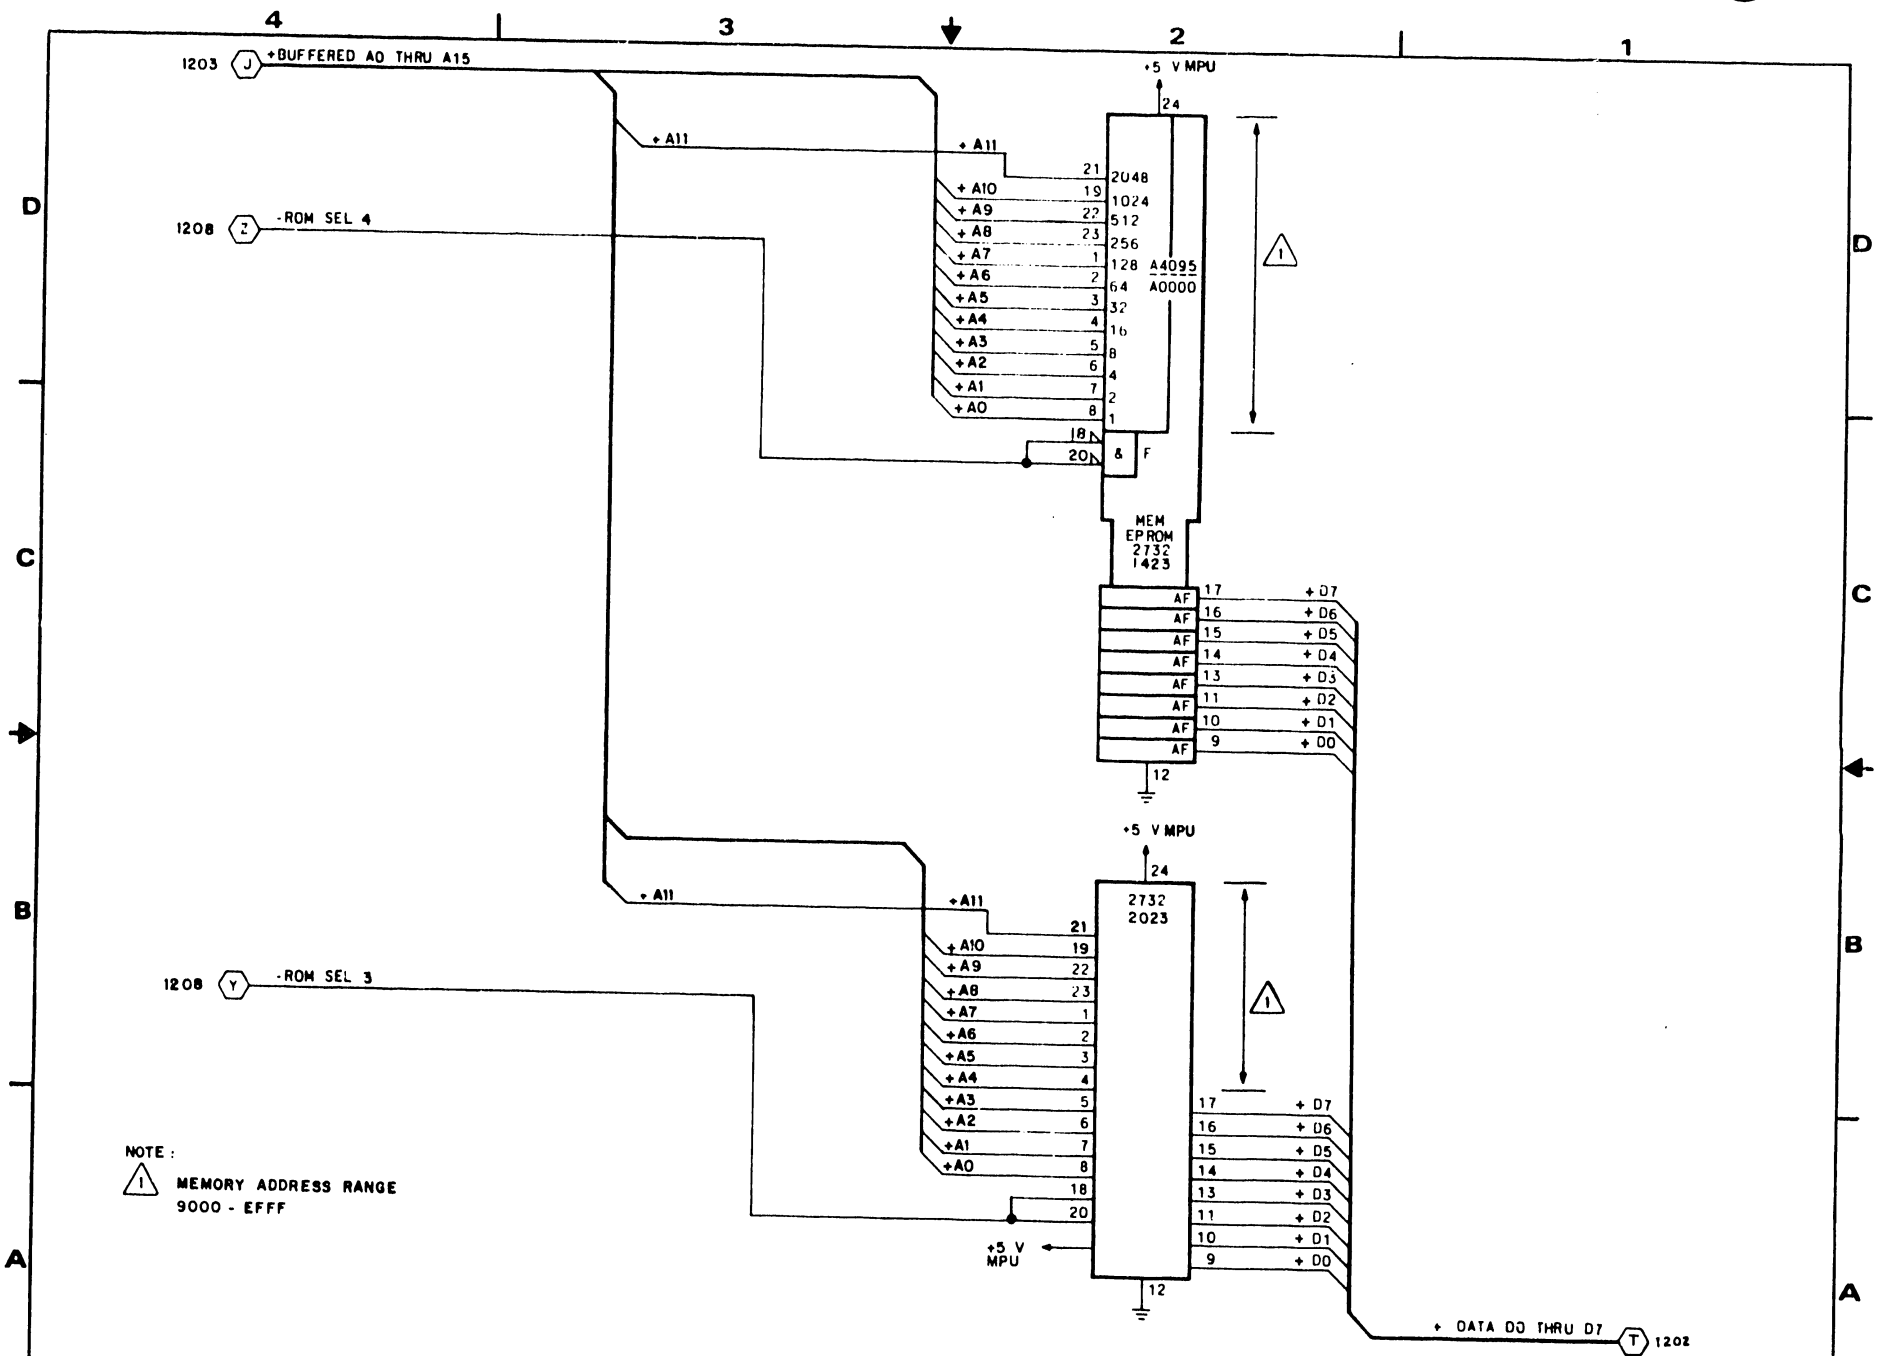 4 3 2 1
1203 J +BUFFERED A0 THRU A15
+5 V MPU
24
+ A11 + A11 21 2048
+ A10 19 1024
+ A9 22 512
+ A8 23 256
+ A7 1 128
+ A6 2 64
+ A5 3 32
+ A4 4 16
+ A3 5 8
+ A2 6 4
+ A1 7 2
+ A0 8 1
A4095
A0000
1
D D
1208 Z -ROM SEL 4
18
20 & F
MEM
EPROM
2732
1423
C C
AF 17 + D7
AF 16 + D6
AF 15 + D5
AF 14 + D4
AF 13 + D3
AF 11 + D2
AF 10 + D1
AF 9 + D0
12
+5 V MPU
24
2732
2023
B B
+ A11 + A11 21
+ A10 19
+ A9 22
+ A8 23
+ A7 1
+ A6 2
+ A5 3
+ A4 4
+ A3 5
+ A2 6
+ A1 7
+ A0 8
1
1208 Y -ROM SEL 3
18
20
+5 V
MPU
17 + D7
16 + D6
15 + D5
14 + D4
13 + D3
11 + D2
10 + D1
9 + D0
12
NOTE :
1 MEMORY ADDRESS RANGE
9000 - EFFF
A A
+ DATA D0 THRU D7 T 1202